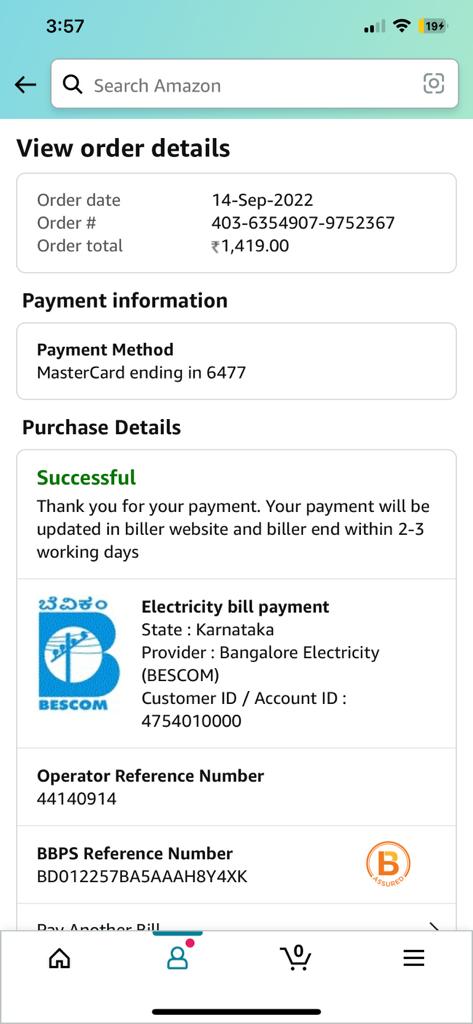 3:57
19
Search Amazon
View order details
Order date 14-Sep-2022
Order # 403-6354907-9752367
Order total ₹1,419.00
Payment information
Payment Method
MasterCard ending in 6477
Purchase Details
Successful
Thank you for your payment. Your payment will be
updated in biller website and biller end within 2-3
working days
ಬೆವಿಕಂ
B
BESCOM
Electricity bill payment
State : Karnataka
Provider : Bangalore Electricity
(BESCOM)
Customer ID / Account ID :
4754010000
Operator Reference Number
44140914
BBPS Reference Number
BD012257BA5AAAH8Y4XK
B
ASSURED
Pay Another Bill
0